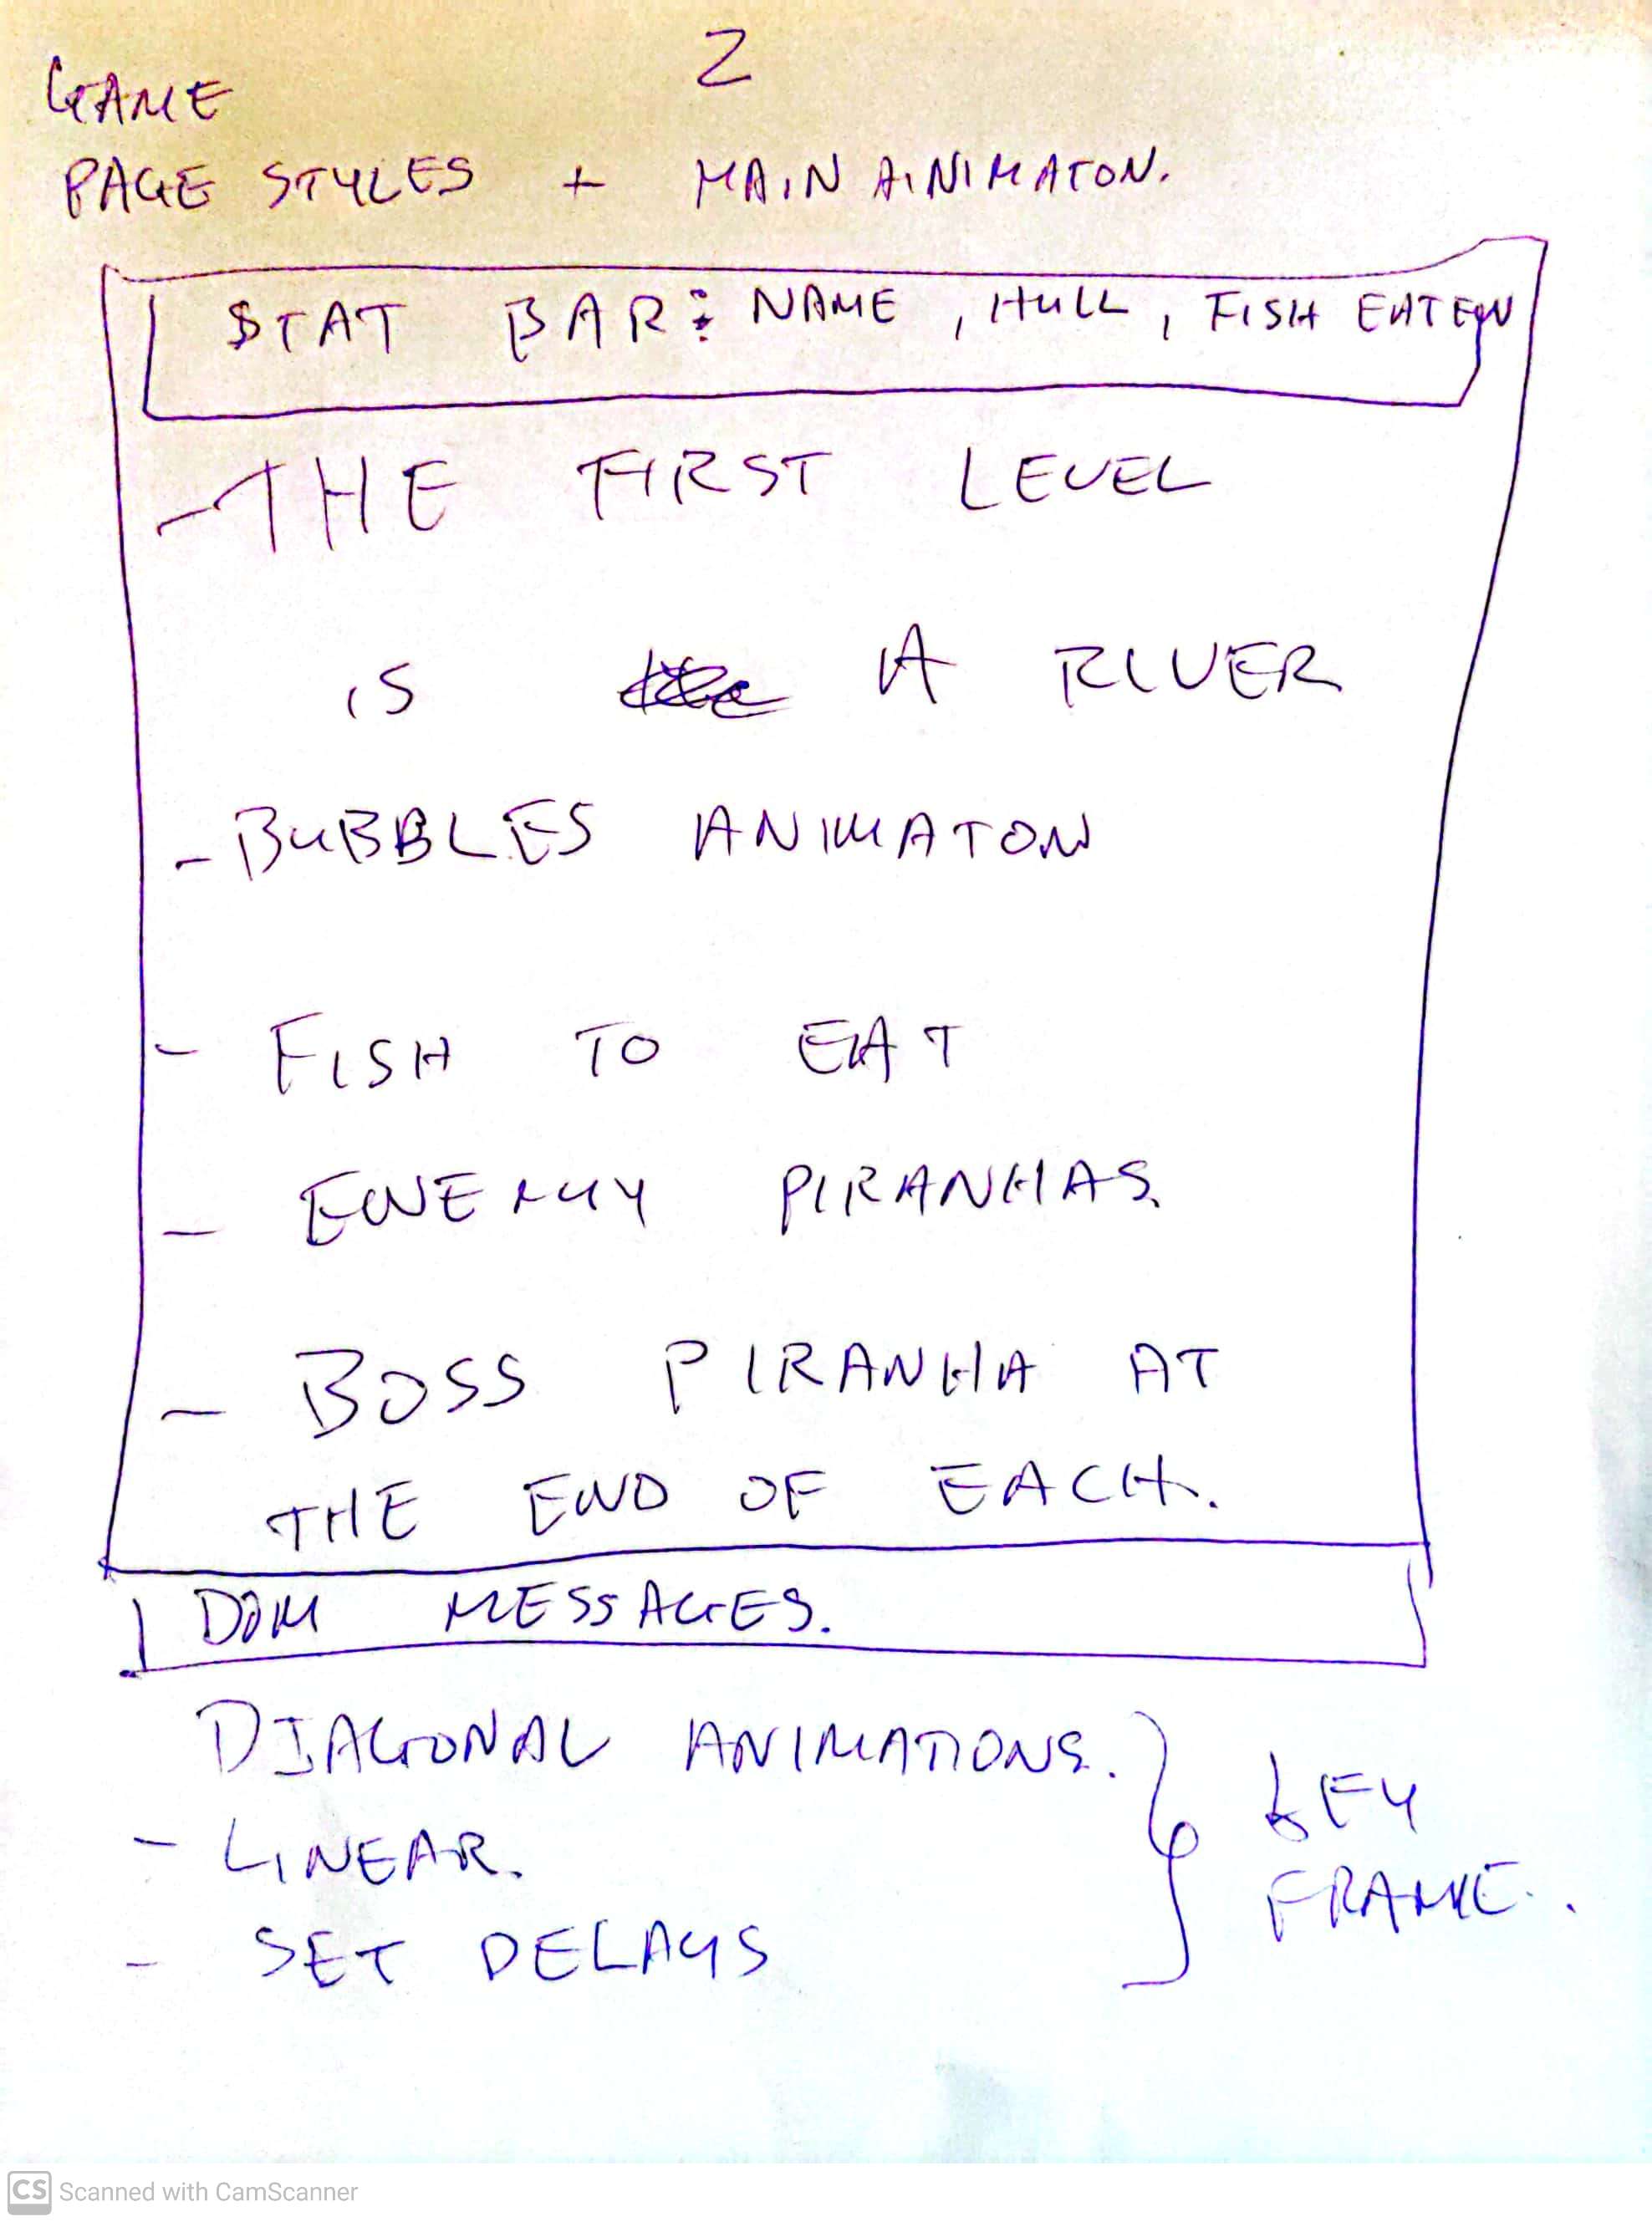 2
GAME
PAGE STYLES + MAIN AINIMATON.
STAT BAR: NAME, HULL, FISH EATEN
- THE FIRST LEVEL
IS A RIVER
- BUBBLES ANIMATON
- FISH TO EAT
- ENEMY PIRANHAS
- BOSS PIRANHA AT
THE END OF EACH.
DOM MESSAGES.
DIAGONAL ANIMATIONS.
- LINEAR.
- SET DELAYS
KEY
FRAME.
CS Scanned with CamScanner